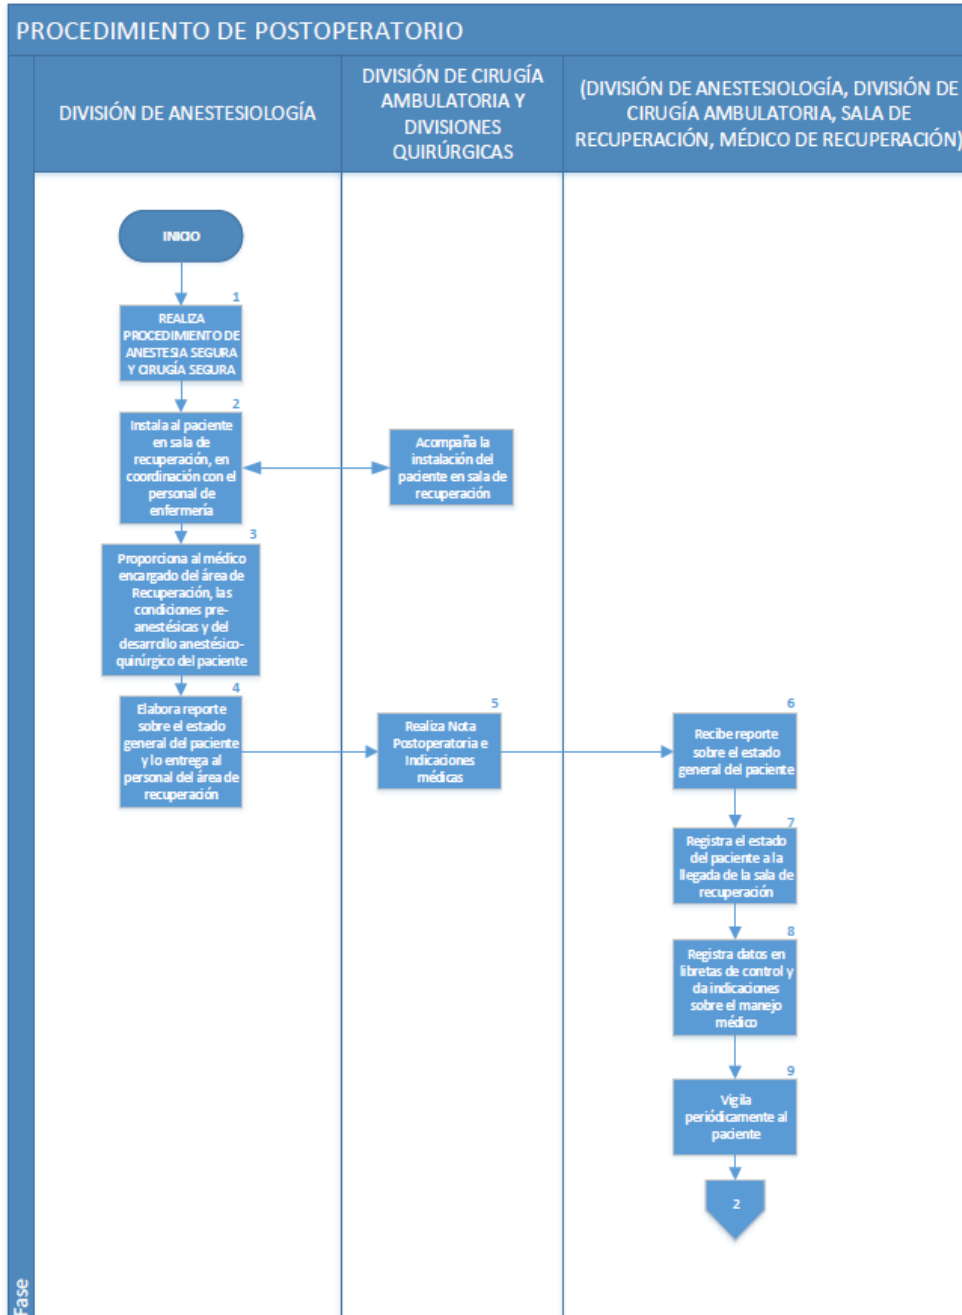 PROCEDIMIENTO DE POSTOPERATORIO
DIVISIÓN DE ANESTESIOLOGÍA
DIVISIÓN DE CIRUGÍA
AMBULATORIA Y
DIVISIONES
QUIRÚRGICAS
(DIVISIÓN DE ANESTESIOLOGÍA, DIVISIÓN DE
CIRUGÍA AMBULATORIA, SALA DE
RECUPERACIÓN, MÉDICO DE RECUPERACIÓN)
INICIO
1
REALIZA
PROCEDIMIENTO DE
ANESTESIA SEGURA
Y CIRUGÍA SEGURA
2
Instala al paciente
en sala de
recuperación, en
coordinación con el
personal de
enfermería
Acompaña la
instalación del
paciente en sala de
recuperación
3
Proporciona al médico
encargado del área de
Recuperación, las
condiciones pre-
anestésicas y del
desarrollo anestésico-
quirúrgico del paciente
4
Elabora reporte
sobre el estado
general del paciente
y lo entrega al
personal del área de
recuperación
5
Realiza Nota
Postoperatoria e
Indicaciones
médicas
6
Recibe reporte
sobre el estado
general del paciente
7
Registra el estado
del paciente a la
llegada de la sala de
recuperación
8
Registra datos en
libretas de control y
da indicaciones
sobre el manejo
médico
9
Vigila
periódicamente al
paciente
2
Fase